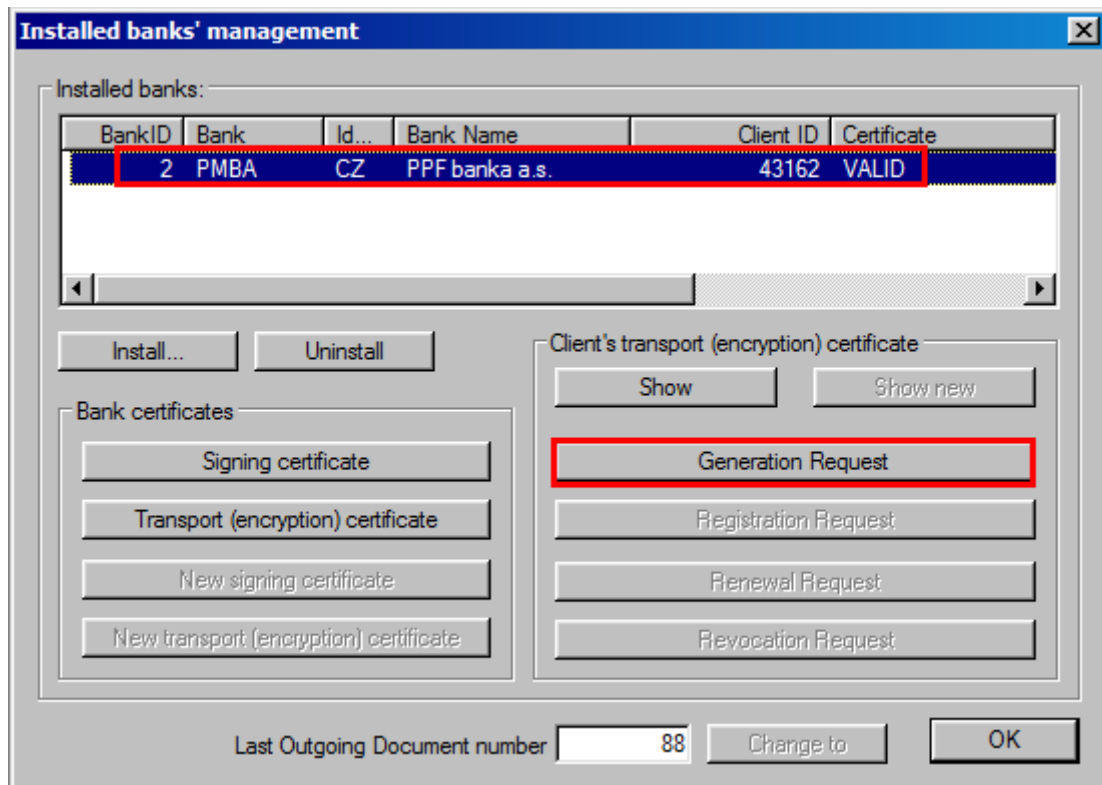 Installed banks' management
Installed banks:
BankID Bank Id... Bank Name Client ID Certificate
2 PMBA CZ PPF banka a.s. 43162 VALID
Install... Uninstall
Client's transport (encryption) certificate
Show Show new
Bank certificates
Signing certificate
Generation Request
Transport (encryption) certificate
Registration Request
New signing certificate
Renewal Request
New transport (encryption) certificate
Revocation Request
Last Outgoing Document number 88 Change to OK